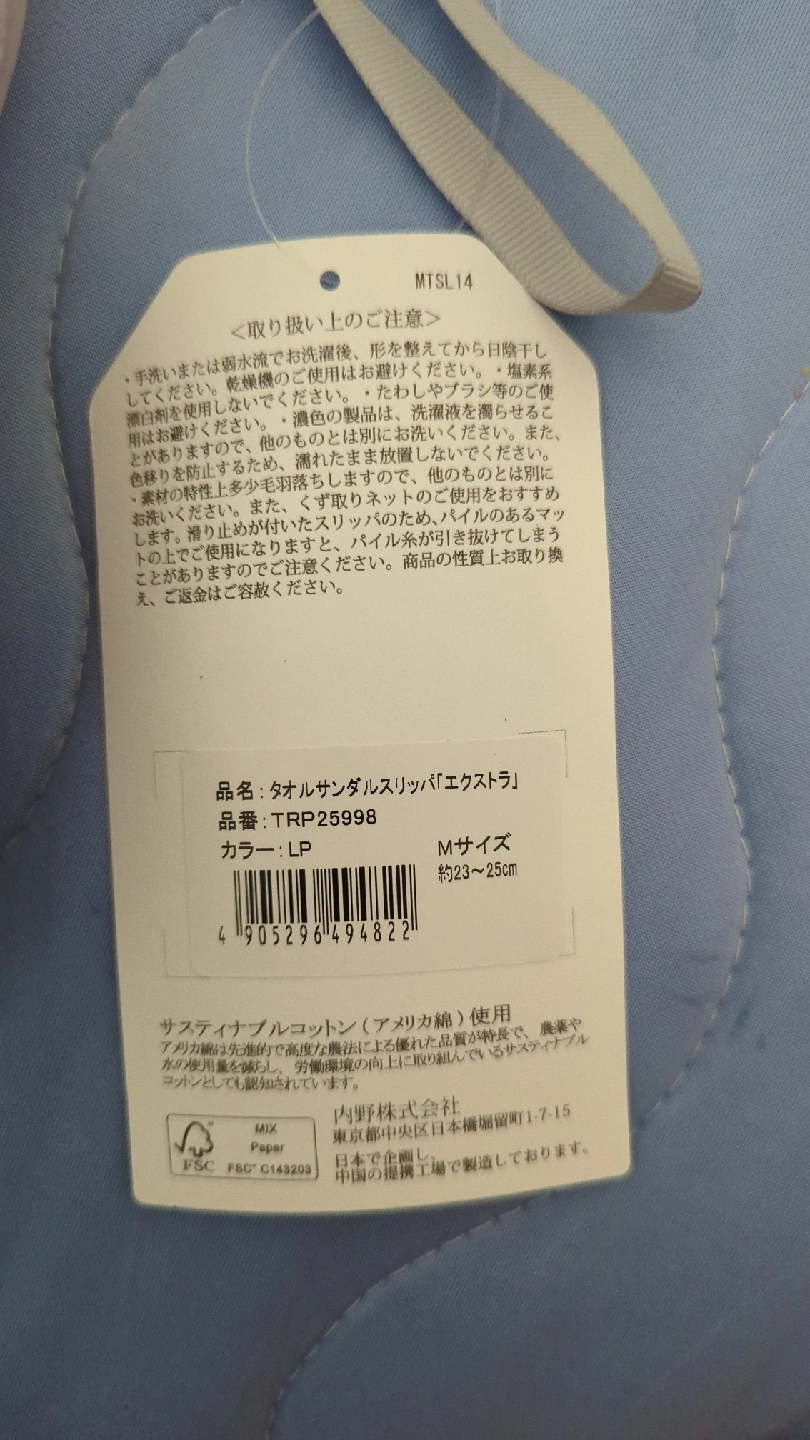 MTSL14
＜取り扱い上のご注意＞
・手洗いまたは弱水流でお洗濯後、形を整えてから日陰干し
してください。乾燥機のご使用はお避けください。・塩素系
漂白剤を使用しないでください。・たわしやブラシ等のご使
用はお避けください。・濃色の製品は、洗濯液を濁らせるこ
とがありますので、他のものとは別にお洗いください。また、
色移りを防止するため、濡れたまま放置しないでください。
・素材の特性上多少毛羽落ちしますので、他のものとは別に
お洗いください。また、くず取りネットのご使用をおすすめ
します。滑り止めが付いたスリッパのため、パイルのあるマッ
トの上でご使用になりますと、パイル糸が引き抜けてしまう
ことがありますのでご注意ください。商品の性質上お取り換
え、ご返金はご容赦ください。
品名：タオルサンダルスリッパ「エクストラ」
品番：TRP25998
カラー：LP
Mサイズ
約23〜25cm
4 905296 494822
サスティナブルコットン（アメリカ綿）使用
アメリカ綿は先進的で高度な農法による優れた品質が特長で、農薬や
水の使用量を減らし、労働環境の向上に取り組んでいるサスティナブル
コットンとしても認知されています。
FSC
MIX
Paper
FSC™ C143203
内野株式会社
東京都中央区日本橋堀留町1-7-15
日本で企画し、
中国の提携工場で製造しております。